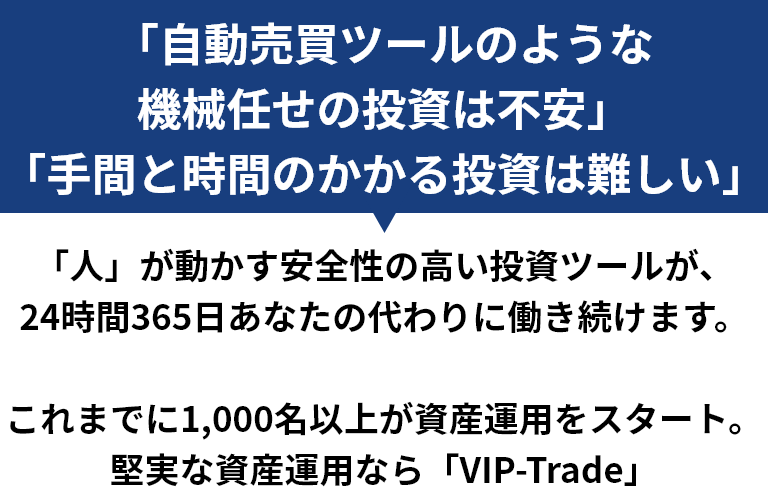 「自動売買ツールのような
機械任せの投資は不安」
「手間と時間のかかる投資は難しい」
「人」が動かす安全性の高い投資ツールが、
24時間365日あなたの代わりに働き続けます。
これまでに1,000名以上が資産運用をスタート。
堅実な資産運用なら「VIP-Trade」